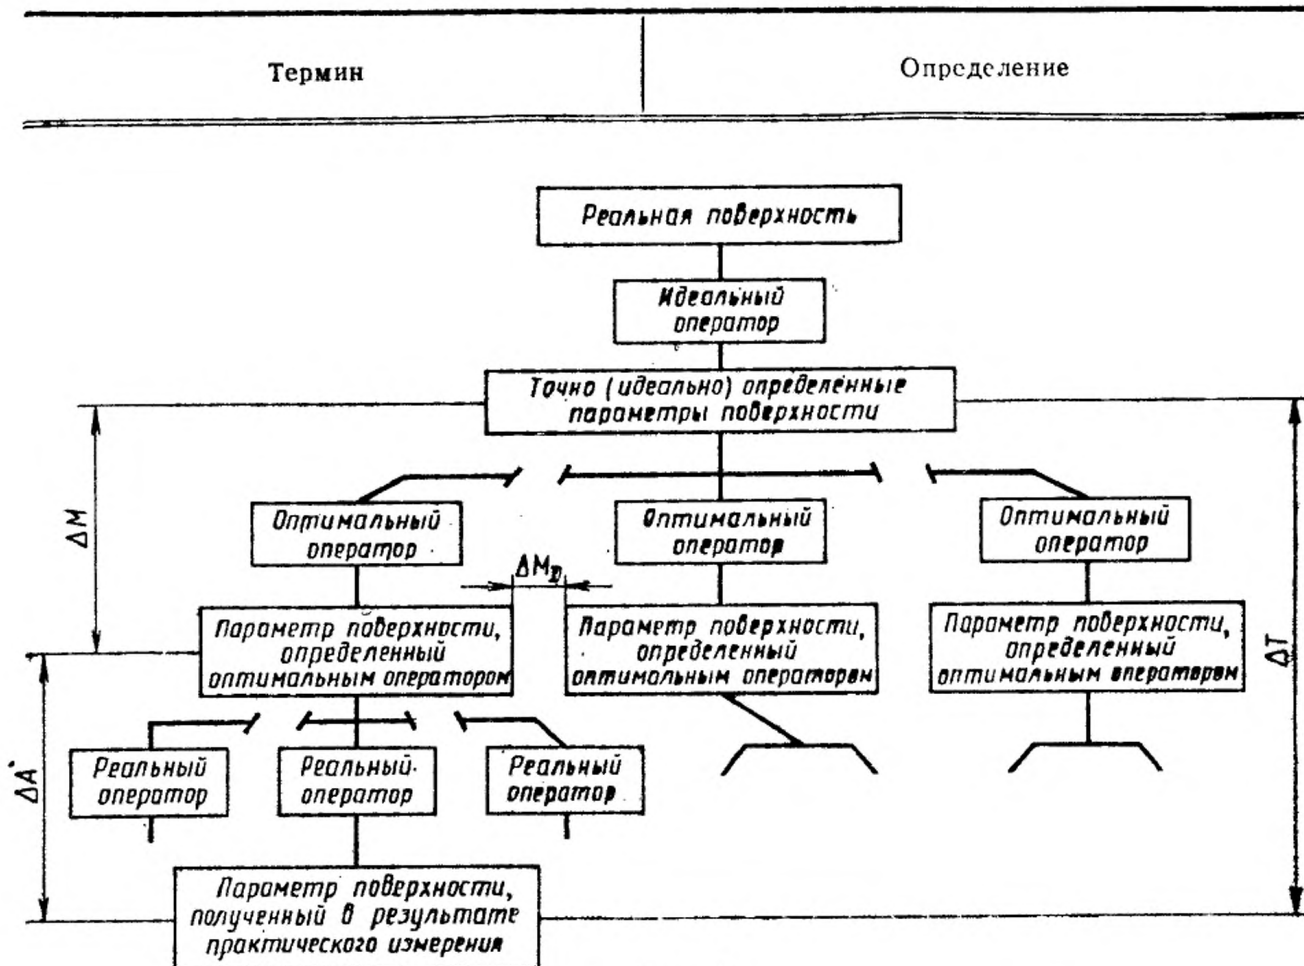 Термин
Определение
Реальная поверхность
Идеальный
оператор
Точно (идеально) определённые
параметры поверхности
ΔM
Оптимальный
оператор
Оптимальный
оператор
Оптимальный
оператор
Параметр поверхности,
определенный
оптимальным оператором
Параметр поверхности,
определенный
оптимальным оператором
Параметр поверхности,
определенный
оптимальным оператором
ΔT
ΔA
Реальный
оператор
Реальный
оператор
Реальный
оператор
Параметр поверхности,
полученный в результате
практического измерения